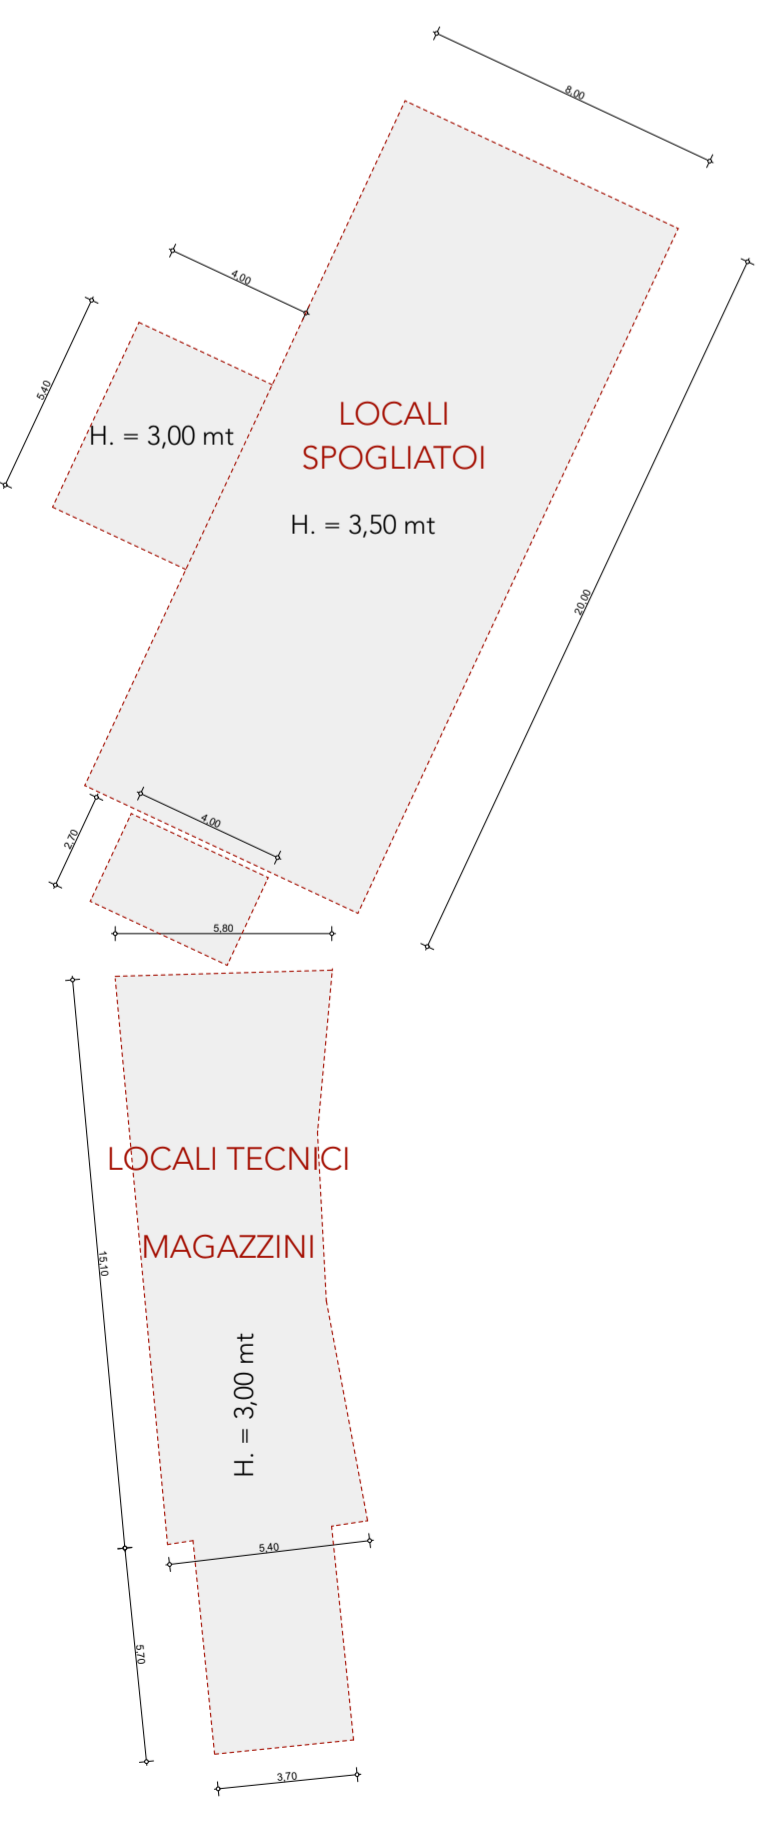 8,00
4,00
5,40
H. = 3,00 mt
LOCALI
SPOGLIATOI
H. = 3,50 mt
20,00
4,00
2,70
5,80
LOCALI TECNICI
MAGAZZINI
15,10
H. = 3,00 mt
5,40
5,70
3,70